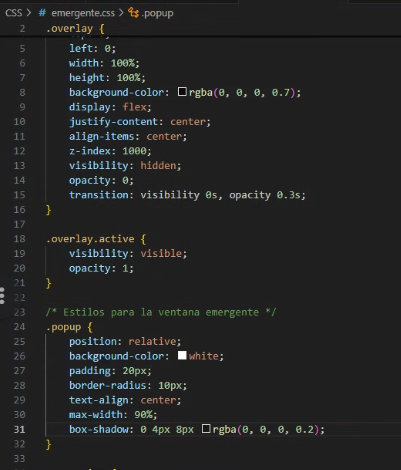 CSS > # emergente.css > .popup
2 .overlay {
5 left: 0;
6 width: 100%;
7 height: 100%;
8 background-color: rgba(0, 0, 0, 0.7);
9 display: flex;
10 justify-content: center;
11 align-items: center;
12 z-index: 1000;
13 visibility: hidden;
14 opacity: 0;
15 transition: visibility 0s, opacity 0.3s;
16 }
17
18 .overlay.active {
19 visibility: visible;
20 opacity: 1;
21 }
22
23 /* Estilos para la ventana emergente */
24 .popup {
25 position: relative;
26 background-color: white;
27 padding: 20px;
28 border-radius: 10px;
29 text-align: center;
30 max-width: 90%;
31 box-shadow: 0 4px 8px rgba(0, 0, 0, 0.2);
32 }